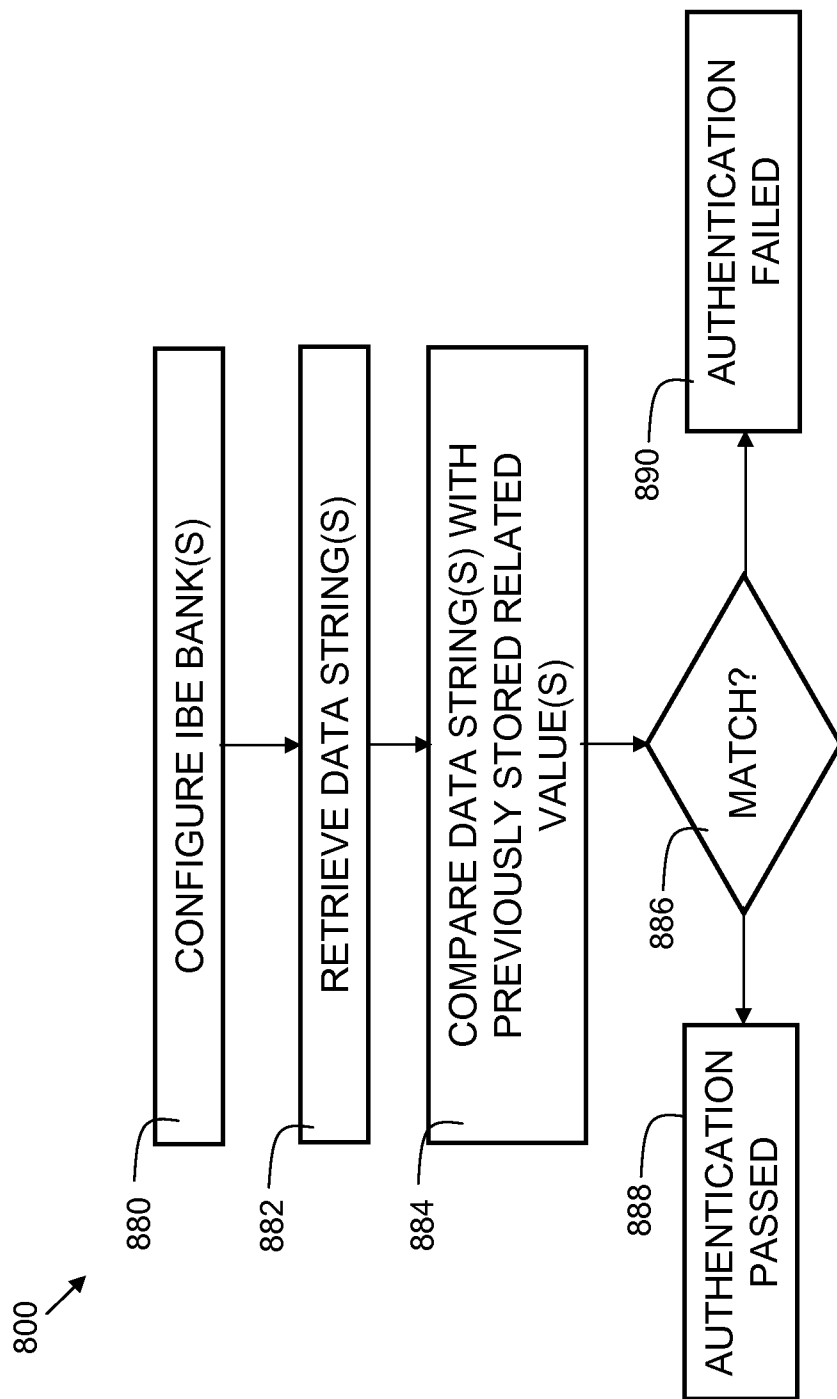 800
880
CONFIGURE IBE BANK(S)
882
RETRIEVE DATA STRING(S)
884
COMPARE DATA STRING(S) WITH
PREVIOUSLY STORED RELATED
VALUE(S)
886
MATCH?
888
AUTHENTICATION
PASSED
890
AUTHENTICATION
FAILED